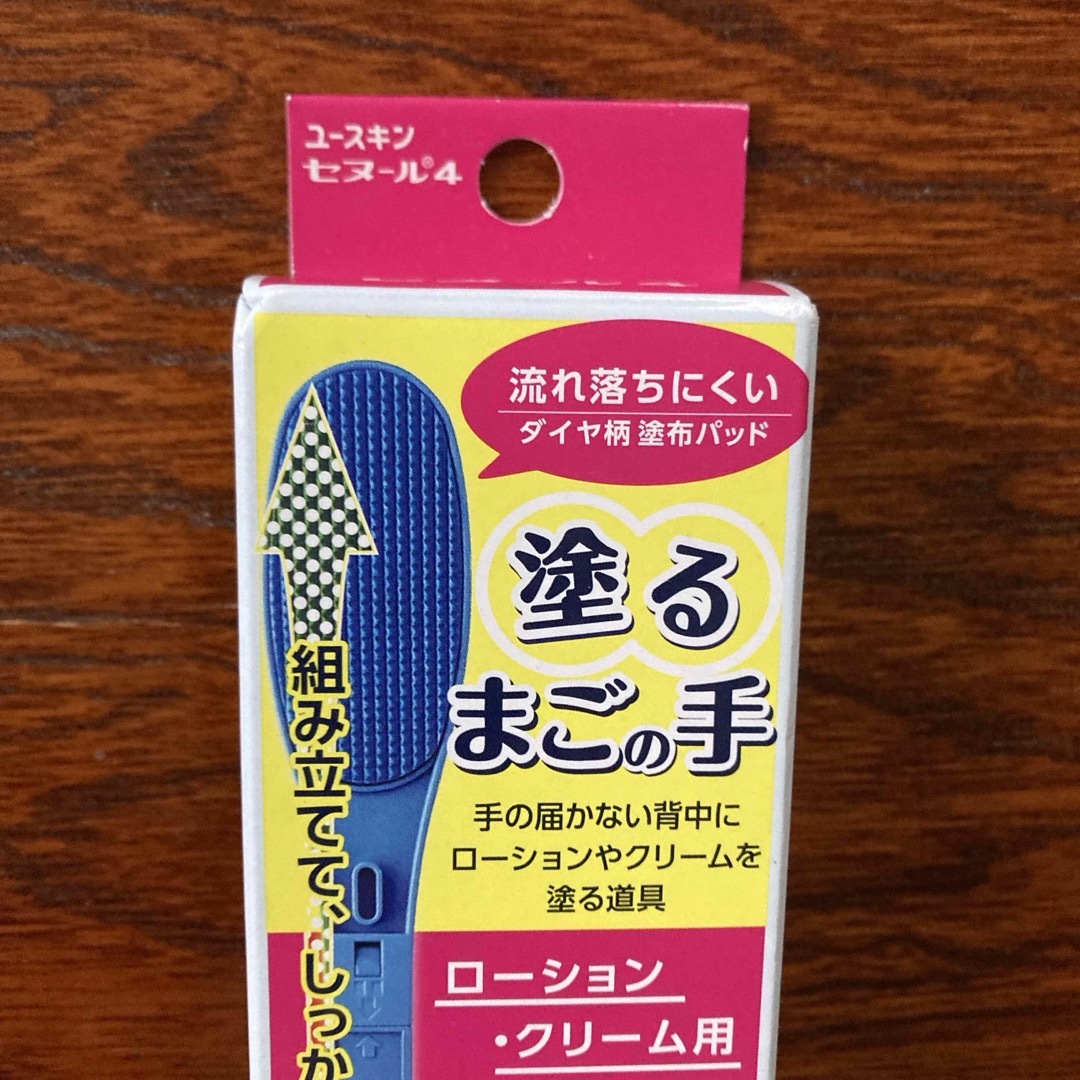 ユースキン
セヌール®4
流れ落ちにくい
ダイヤ柄 塗布パッド
塗る
まごの手
手の届かない背中に
ローションやクリームを
塗る道具
組み立てて、しっか
ローション
・クリーム用